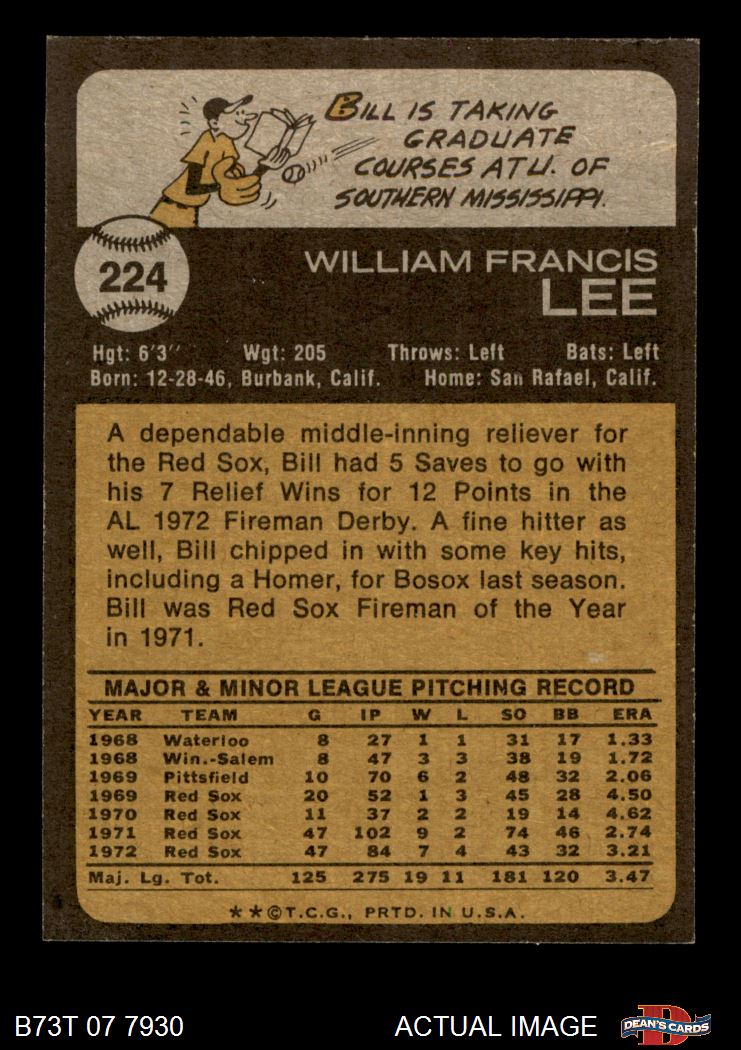 BILL IS TAKING
GRADUATE
COURSES AT U. OF
SOUTHERN MISSISSIPPI.
224
WILLIAM FRANCIS
LEE
Hgt: 6'3" Wgt: 205 Throws: Left Bats: Left
Born: 12-28-46, Burbank, Calif. Home: San Rafael, Calif.
A dependable middle-inning reliever for
the Red Sox, Bill had 5 Saves to go with
his 7 Relief Wins for 12 Points in the
AL 1972 Fireman Derby. A fine hitter as
well, Bill chipped in with some key hits,
including a Homer, for Bosox last season.
Bill was Red Sox Fireman of the Year
in 1971.
MAJOR & MINOR LEAGUE PITCHING RECORD
YEAR TEAM G IP W L SO BB ERA
1968 Waterloo 8 27 1 1 31 17 1.33
1968 Win.-Salem 8 47 3 3 38 19 1.72
1969 Pittsfield 10 70 6 2 48 32 2.06
1969 Red Sox 20 52 1 3 45 28 4.50
1970 Red Sox 11 37 2 2 19 14 4.62
1971 Red Sox 47 102 9 2 74 46 2.74
1972 Red Sox 47 84 7 4 43 32 3.21
Maj. Lg. Tot. 125 275 19 11 181 120 3.47
**©T.C.G., PRTD. IN U.S.A.
B73T 07 7930 ACTUAL IMAGE
D
DEAN'S CARDS